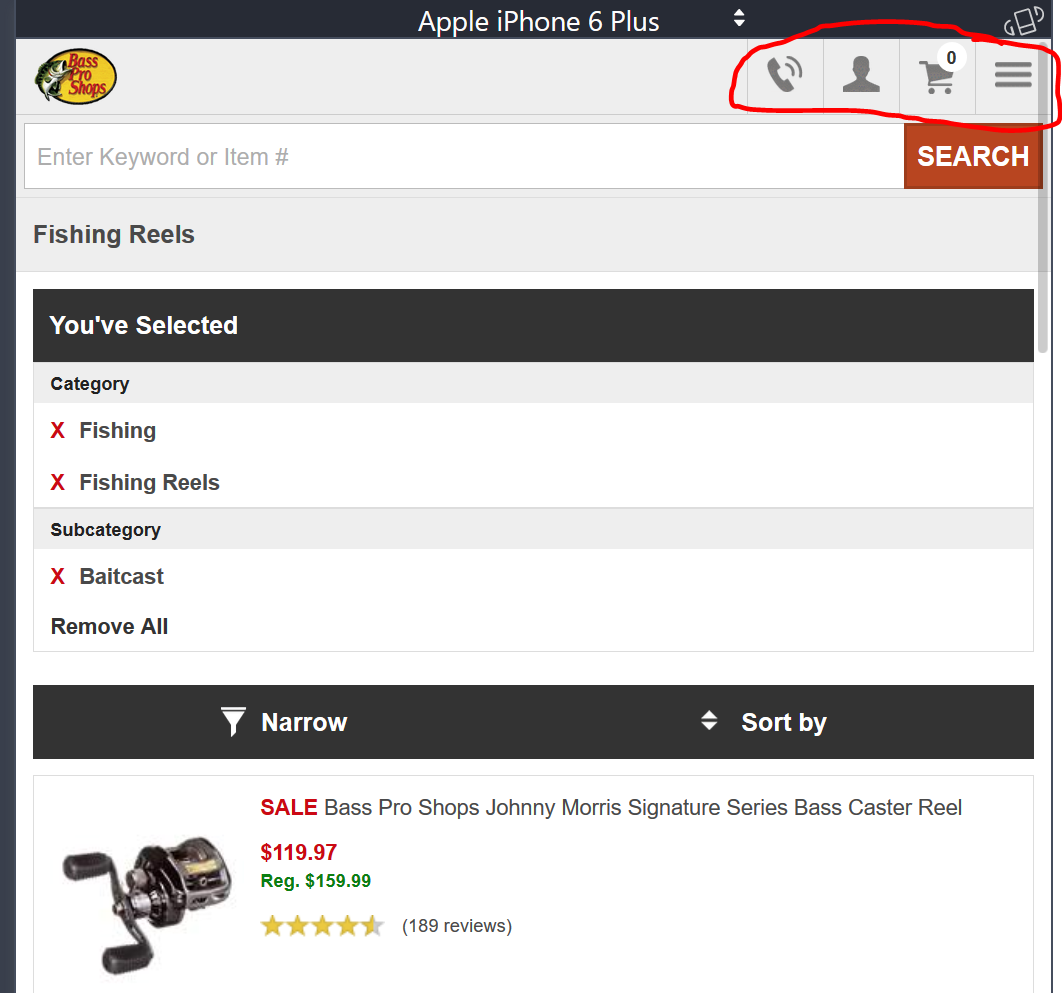 Apple iPhone 6 Plus
Bass
Pro
Shops
0
Enter Keyword or Item #
SEARCH
Fishing Reels
You've Selected
Category
X Fishing
X Fishing Reels
Subcategory
X Baitcast
Remove All
Narrow
Sort by
SALE Bass Pro Shops Johnny Morris Signature Series Bass Caster Reel
$119.97
Reg. $159.99
(189 reviews)